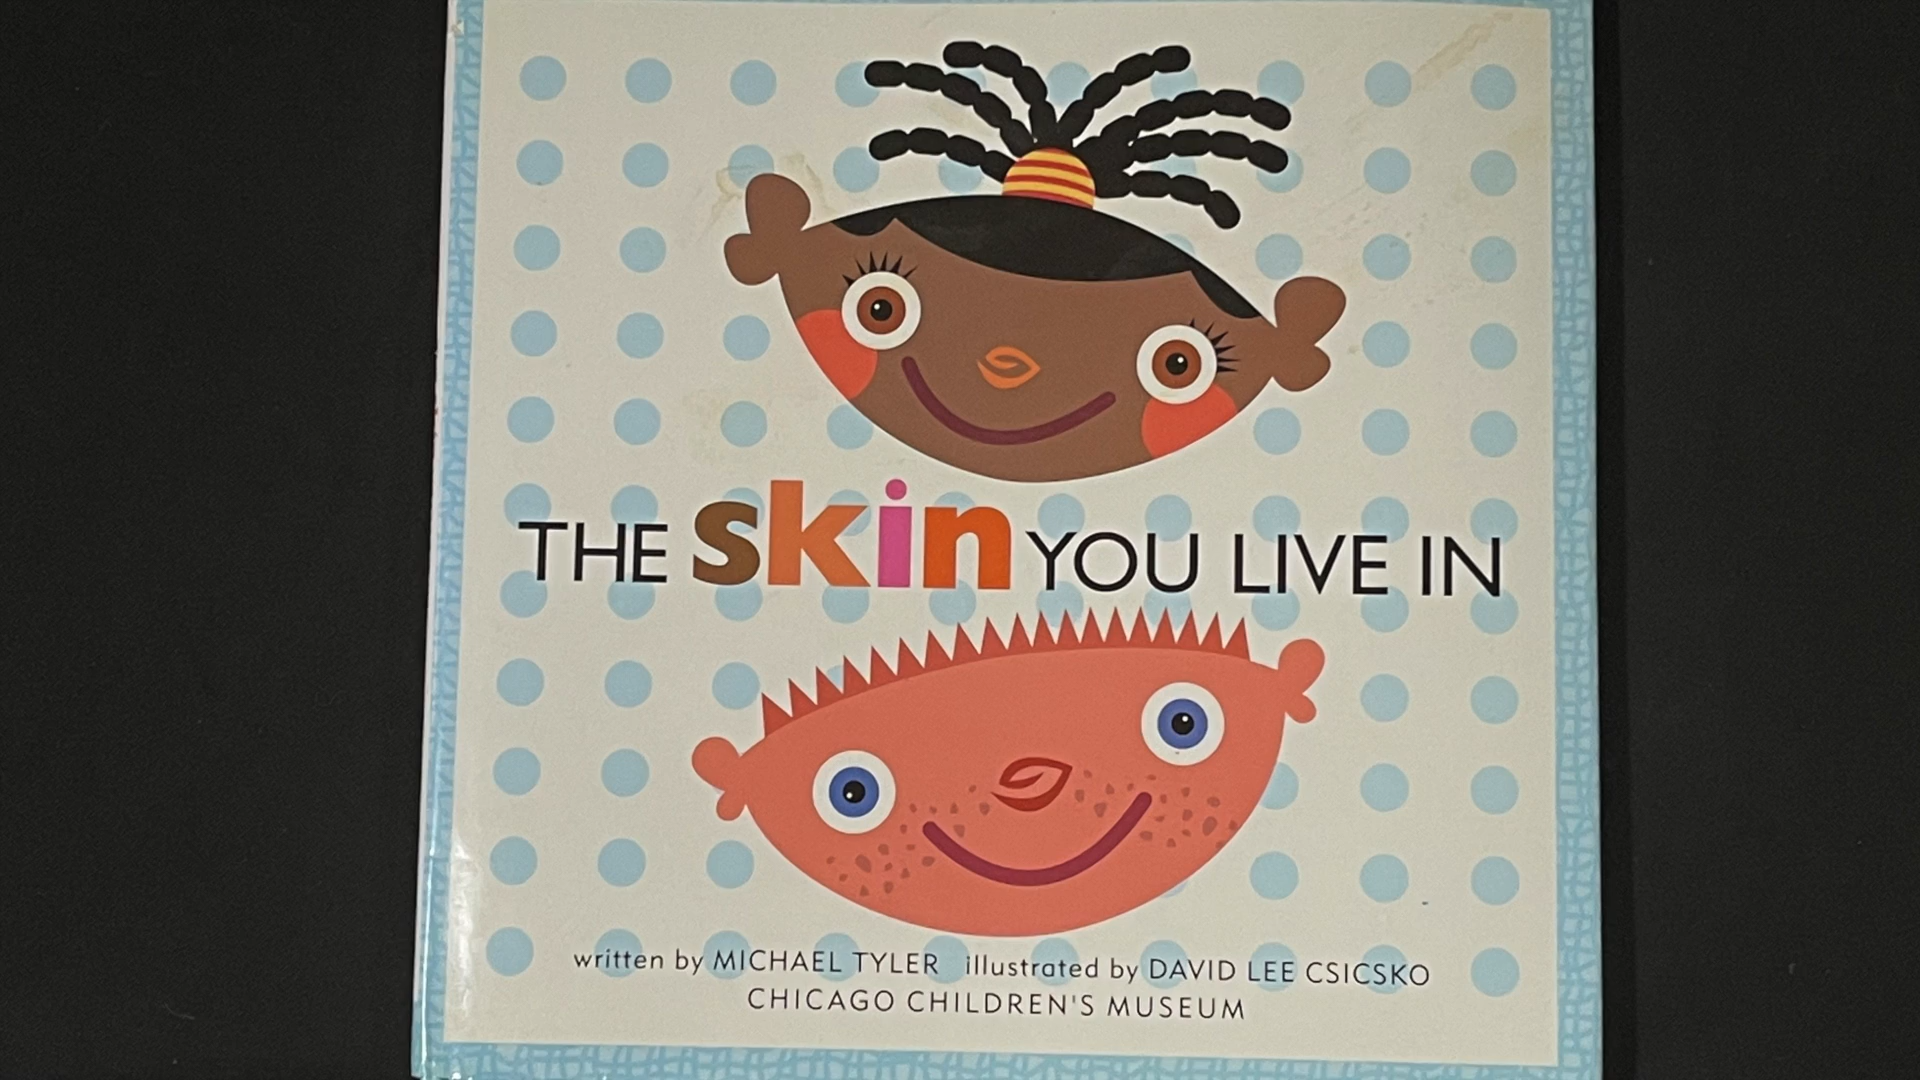 THE skin YOU LIVE IN
written by MICHAEL TYLER illustrated by DAVID LEE CSICSKO
CHICAGO CHILDREN'S MUSEUM